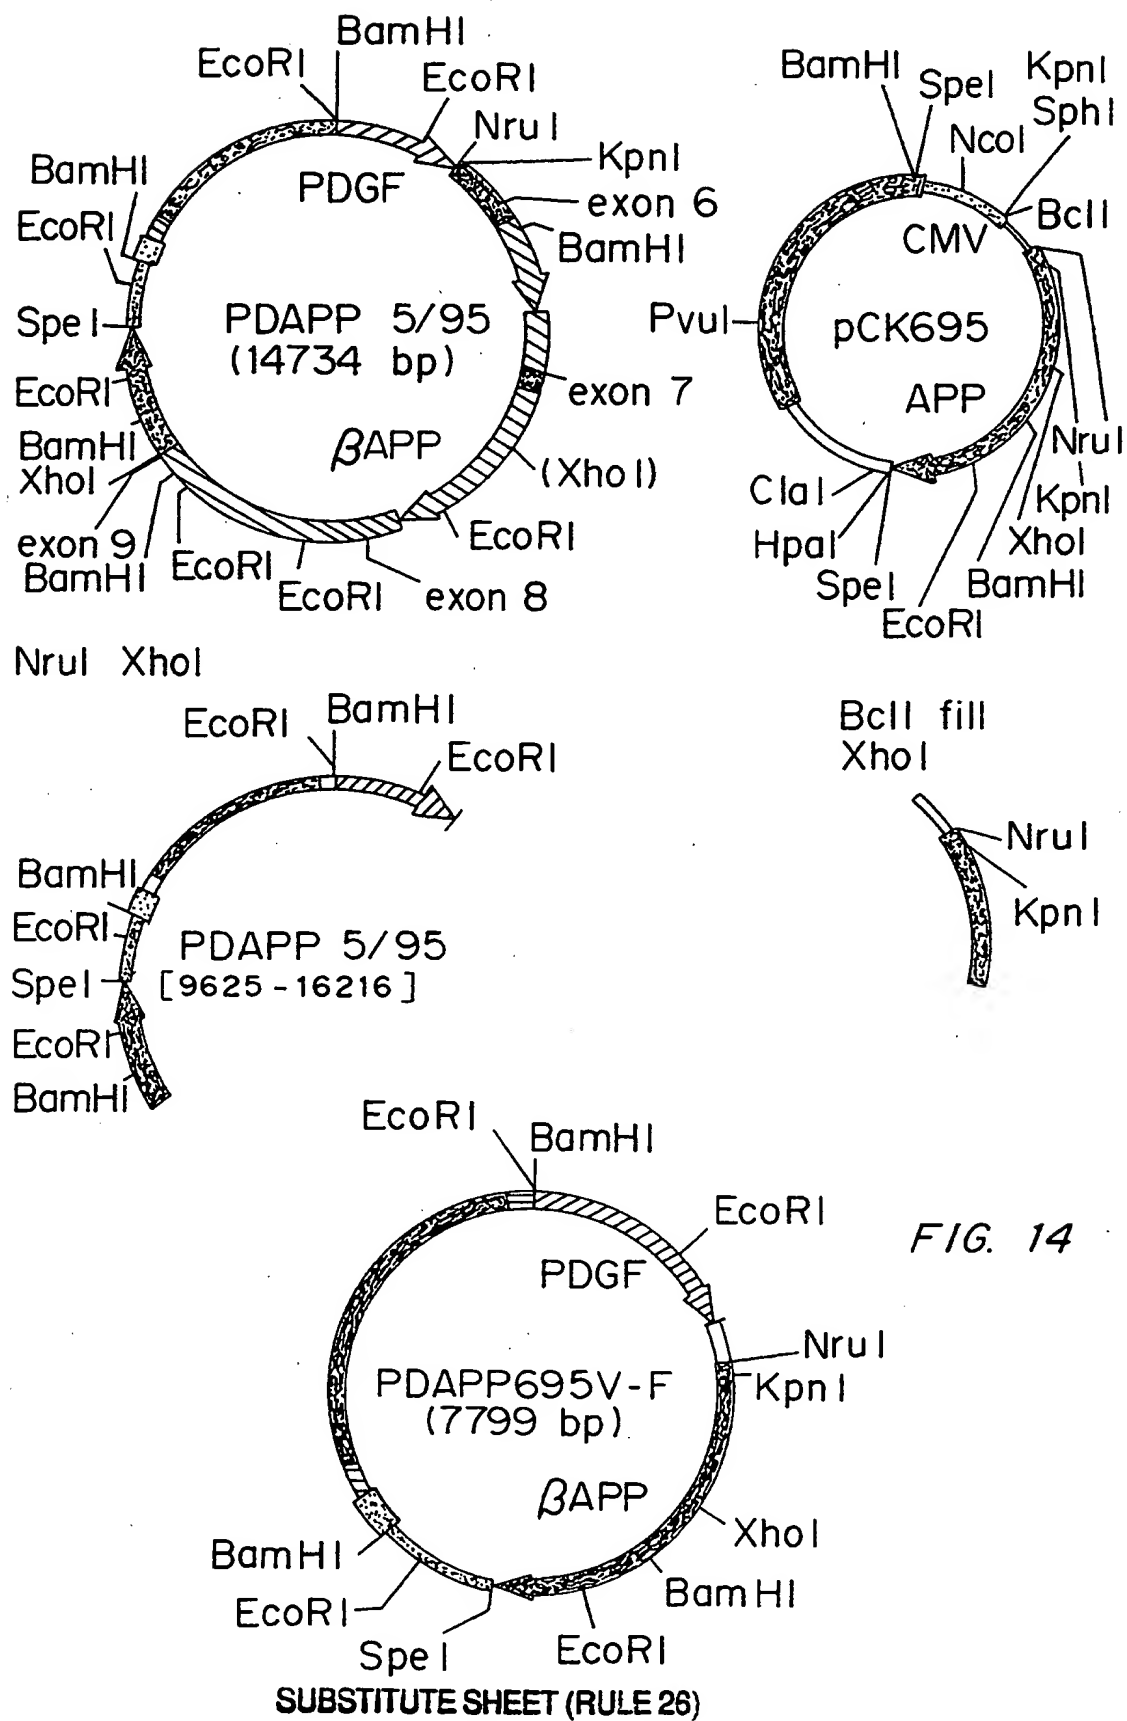 BamHI
EcoRI
EcoRI
NruI
KpnI
BamHI
EcoRI
PDGF
exon 6
BamHI
SpeI
PDAPP 5/95
(14734 bp)
exon 7
EcoRI
BamHI
XhoI
βAPP
(XhoI)
exon 9
BamHI
EcoRI
EcoRI
EcoRI
exon 8
BamHI
SpeI
KpnI
SphI
NcoI
BclI
CMV
PvuI
pCK695
APP
ClaI
HpaI
SpeI
EcoRI
BamHI
XhoI
KpnI
NruI
NruI XhoI
EcoRI
BamHI
EcoRI
BamHI
EcoRI
SpeI
PDAPP 5/95
[9625-16216]
EcoRI
BamHI
BclI fill
XhoI
NruI
KpnI
EcoRI
BamHI
EcoRI
FIG. 14
PDGF
NruI
KpnI
PDAPP695V-F
(7799 bp)
βAPP
XhoI
BamHI
BamHI
EcoRI
SpeI
EcoRI
SUBSTITUTE SHEET (RULE 26)